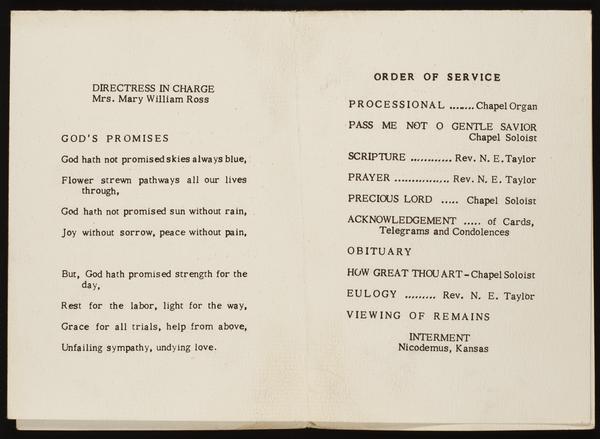 DIRECTRESS IN CHARGE
Mrs. Mary William Ross
GOD'S PROMISES
God hath not promised skies always blue,
Flower strewn pathways all our lives
through,
God hath not promised sun without rain,
Joy without sorrow, peace without pain,
But, God hath promised strength for the
day,
Rest for the labor, light for the way,
Grace for all trials, help from above,
Unfailing sympathy, undying love.
ORDER OF SERVICE
PROCESSIONAL ....... Chapel Organ
PASS ME NOT O GENTLE SAVIOR
Chapel Soloist
SCRIPTURE ............ Rev. N. E. Taylor
PRAYER ................ Rev. N. E. Taylor
PRECIOUS LORD ..... Chapel Soloist
ACKNOWLEDGEMENT ..... of Cards,
Telegrams and Condolences
OBITUARY
HOW GREAT THOU ART - Chapel Soloist
EULOGY ......... Rev. N. E. Taylor
VIEWING OF REMAINS
INTERMENT
Nicodemus, Kansas